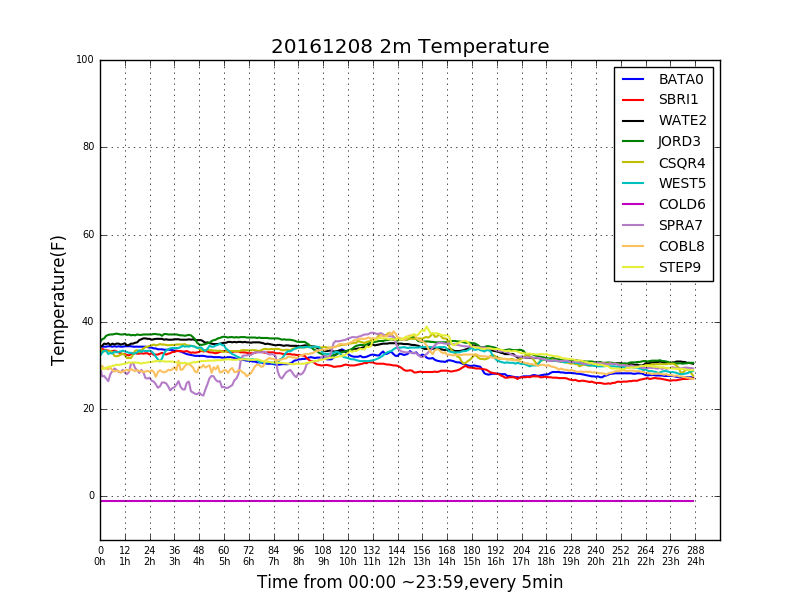 20161208 2m Temperature
100
80
60
40
20
0
Temperature(F)
BATA0
SBRI1
WATE2
JORD3
CSQR4
WEST5
COLD6
SPRA7
COBL8
STEP9
0 12 24 36 48 60 72 84 96 108 120 132 144 156 168 180 192 204 216 228 240 252 264 276 288
0h 1h 2h 3h 4h 5h 6h 7h 8h 9h 10h 11h 12h 13h 14h 15h 16h 17h 18h 19h 20h 21h 22h 23h 24h
Time from 00:00 ~23:59,every 5min